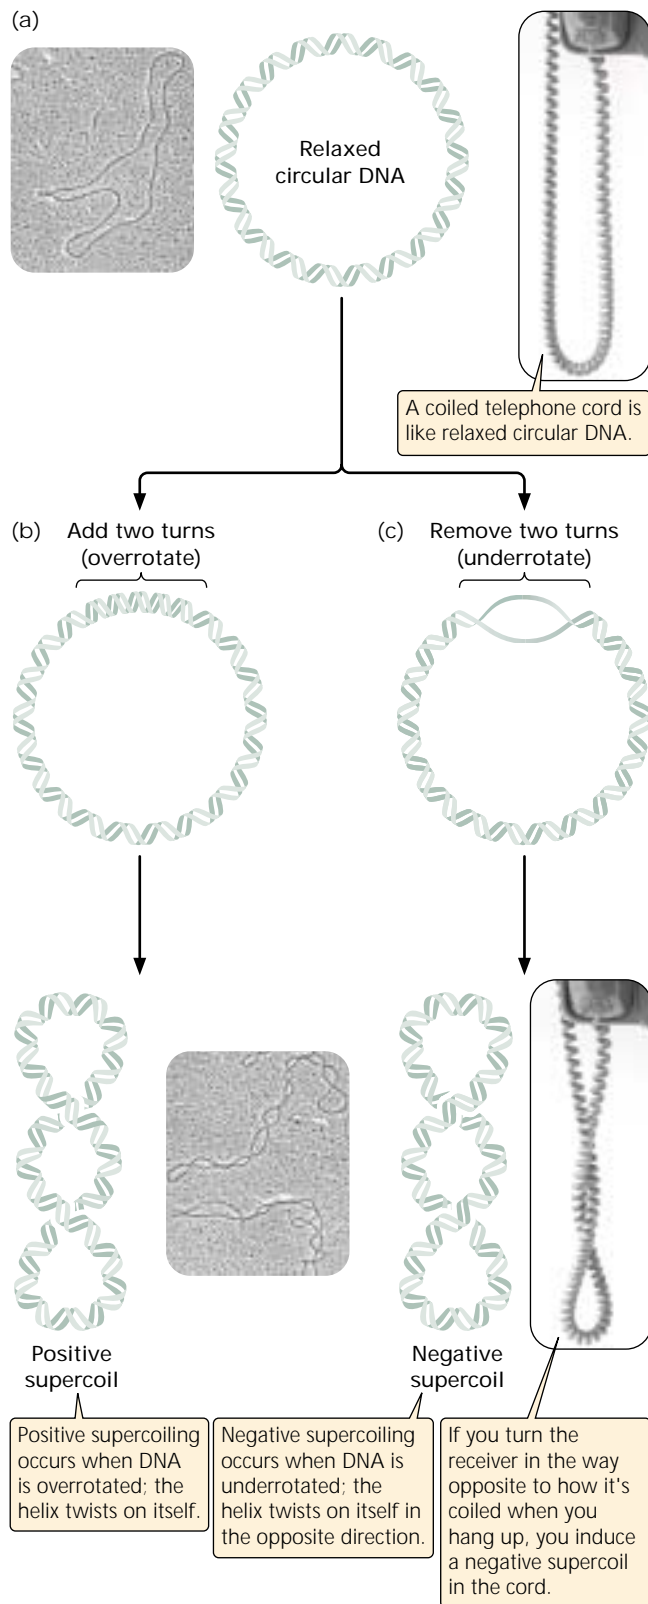 (a)
Relaxed
circular DNA
A coiled telephone cord is
like relaxed circular DNA.
(b)
Add two turns
(overrotate)
(c)
Remove two turns
(underrotate)
Positive
supercoil
Negative
supercoil
Positive supercoiling
occurs when DNA
is overrotated; the
helix twists on itself.
Negative supercoiling
occurs when DNA is
underrotated; the
helix twists on itself in
the opposite direction.
If you turn the
receiver in the way
opposite to how it's
coiled when you
hang up, you induce
a negative supercoil
in the cord.